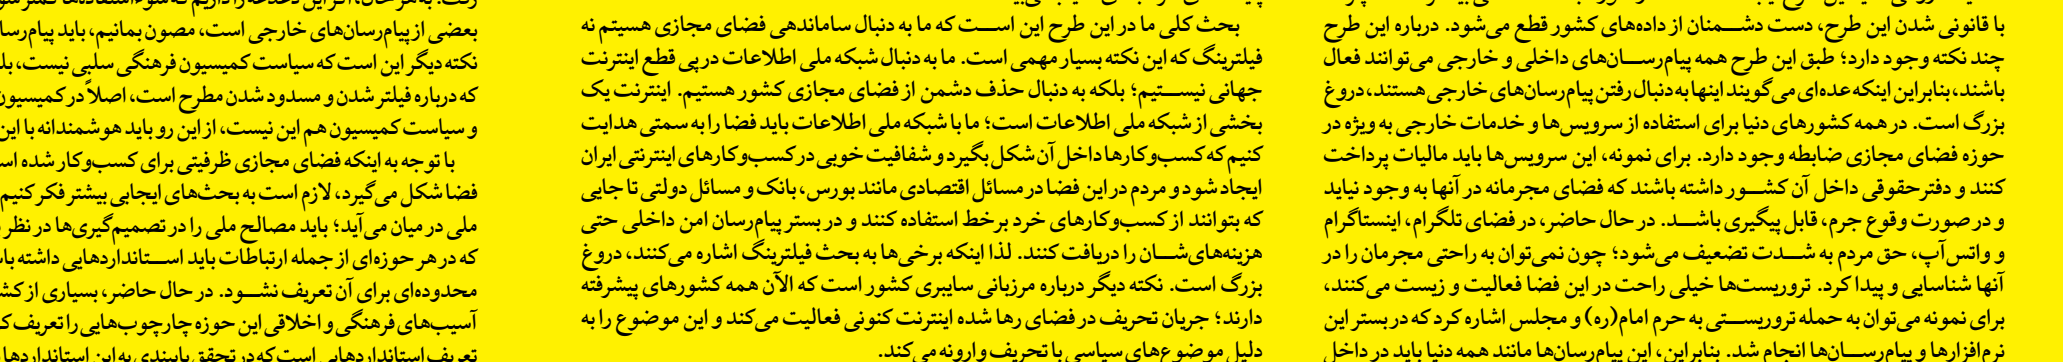 با قانونی شدن این طرح، دست دشمنان از داده‌های کشور قطع می‌شود. درباره این طرح
چند نکته وجود دارد؛ طبق این طرح همه پیام‌رسان‌های داخلی و خارجی می‌توانند فعال
باشند، بنابراین اینکه عده‌ای می‌گویند اینها به دنبال رفتن پیام‌رسان‌های خارجی هستند، دروغ
بزرگ است. در همه کشورهای دنیا برای استفاده از سرویس‌ها و خدمات خارجی به ویژه در
حوزه فضای مجازی ضابطه وجود دارد. برای نمونه، این سرویس‌ها باید مالیات پرداخت
کنند و دفتر حقوقی داخل آن کشور داشته باشند که فضای مجرمانه در آنها به وجود نیاید
و در صورت وقوع جرم، قابل پیگیری باشد. در حال حاضر، در فضای تلگرام، اینستاگرام
و واتس‌آپ، حق مردم به شدت تضعیف می‌شود؛ چون نمی‌توان به راحتی مجرمان را در
آنها شناسایی و پیدا کرد. تروریست‌ها خیلی راحت در این فضا فعالیت و زیست می‌کنند،
برای نمونه می‌توان به حمله تروریستی به حرم امام(ره) و مجلس اشاره کرد که در بستر این
نرم‌افزارها و پیام‌رسان‌ها انجام شد. بنابراین، این پیام‌رسان‌ها مانند همه دنیا باید در داخل
بحث کلی ما در این طرح این است که ما به دنبال ساماندهی فضای مجازی هسیتم نه
فیلترینگ که این نکته بسیار مهمی است. ما به دنبال شبکه ملی اطلاعات در پی قطع اینترنت
جهانی نیستیم؛ بلکه به دنبال حذف دشمن از فضای مجازی کشور هستیم. اینترنت یک
بخشی از شبکه ملی اطلاعات است؛ ما با شبکه ملی اطلاعات باید فضا را به سمتی هدایت
کنیم که کسب‌وکارها داخل آن شکل بگیرد و شفافیت خوبی در کسب‌وکارهای اینترنتی ایران
ایجاد شود و مردم در این فضا در مسائل اقتصادی مانند بورس، بانک و مسائل دولتی تا جایی
که بتوانند از کسب‌وکارهای خرد برخط استفاده کنند و در بستر پیام‌رسان امن داخلی حتی
هزینه‌های‌شان را دریافت کنند. لذا اینکه برخی‌ها به بحث فیلترینگ اشاره می‌کنند، دروغ
بزرگ است. نکته دیگر درباره مرزبانی سایبری کشور است که الآن همه کشورهای پیشرفته
دارند؛ جریان تحریف در فضای رها شده اینترنت کنونی فعالیت می‌کند و این موضوع را به
دلیل موضوع‌های سیاسی با تحریف وارونه می‌کند.
بعضی از پیام‌رسان‌های خارجی است، مصون بمانیم، باید
نکته دیگر این است که سیاست کمیسیون فرهنگی سلبی نیست،
که درباره فیلتر شدن و مسدود شدن مطرح است، اصلاً در کمیسیون
و سیاست کمیسیون هم این نیست، از این رو باید هوشمندانه با این
با توجه به اینکه فضای مجازی ظرفیتی برای کسب‌وکار شده
فضا شکل می‌گیرد، لازم است به بحث‌های ایجابی بیشتر فکر کنیم
ملی در میان می‌آید؛ باید مصالح ملی را در تصمیم‌گیری‌ها در نظر
که در هر حوزه‌ای از جمله ارتباطات باید استانداردهایی داشته
محدوده‌ای برای آن تعریف نشود. در حال حاضر، بسیاری از
آسیب‌های فرهنگی و اخلاقی این حوزه چارچوب‌هایی را تعریف
تعریف استانداردهایی است که در تحقق پایبندی به این استانداردها